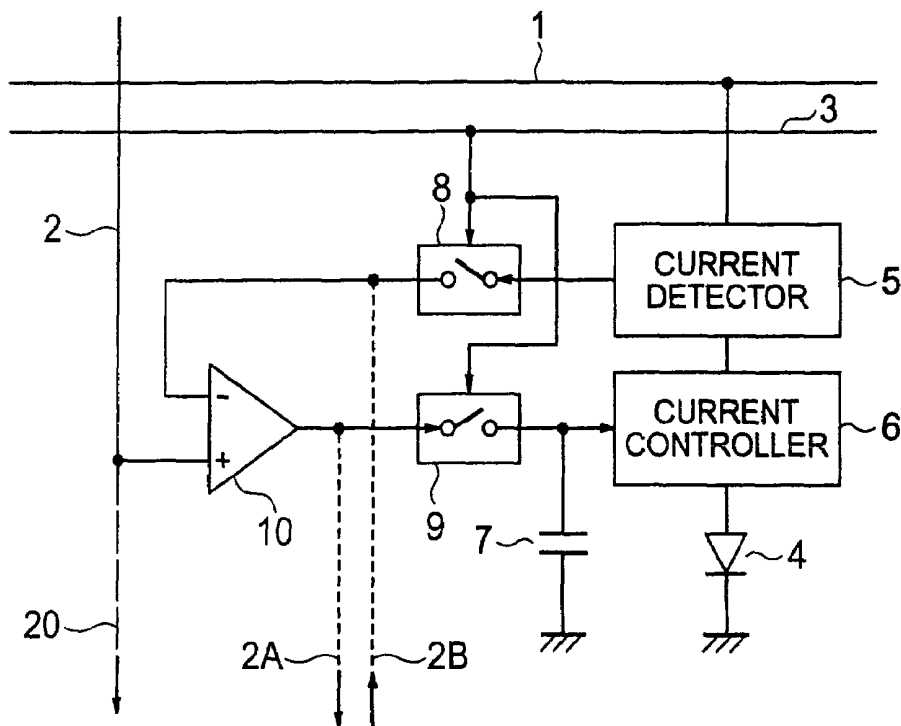 1
3
2
8
CURRENT
DETECTOR
5
-
+
10
9
CURRENT
CONTROLLER
6
7
4
20
2A
2B